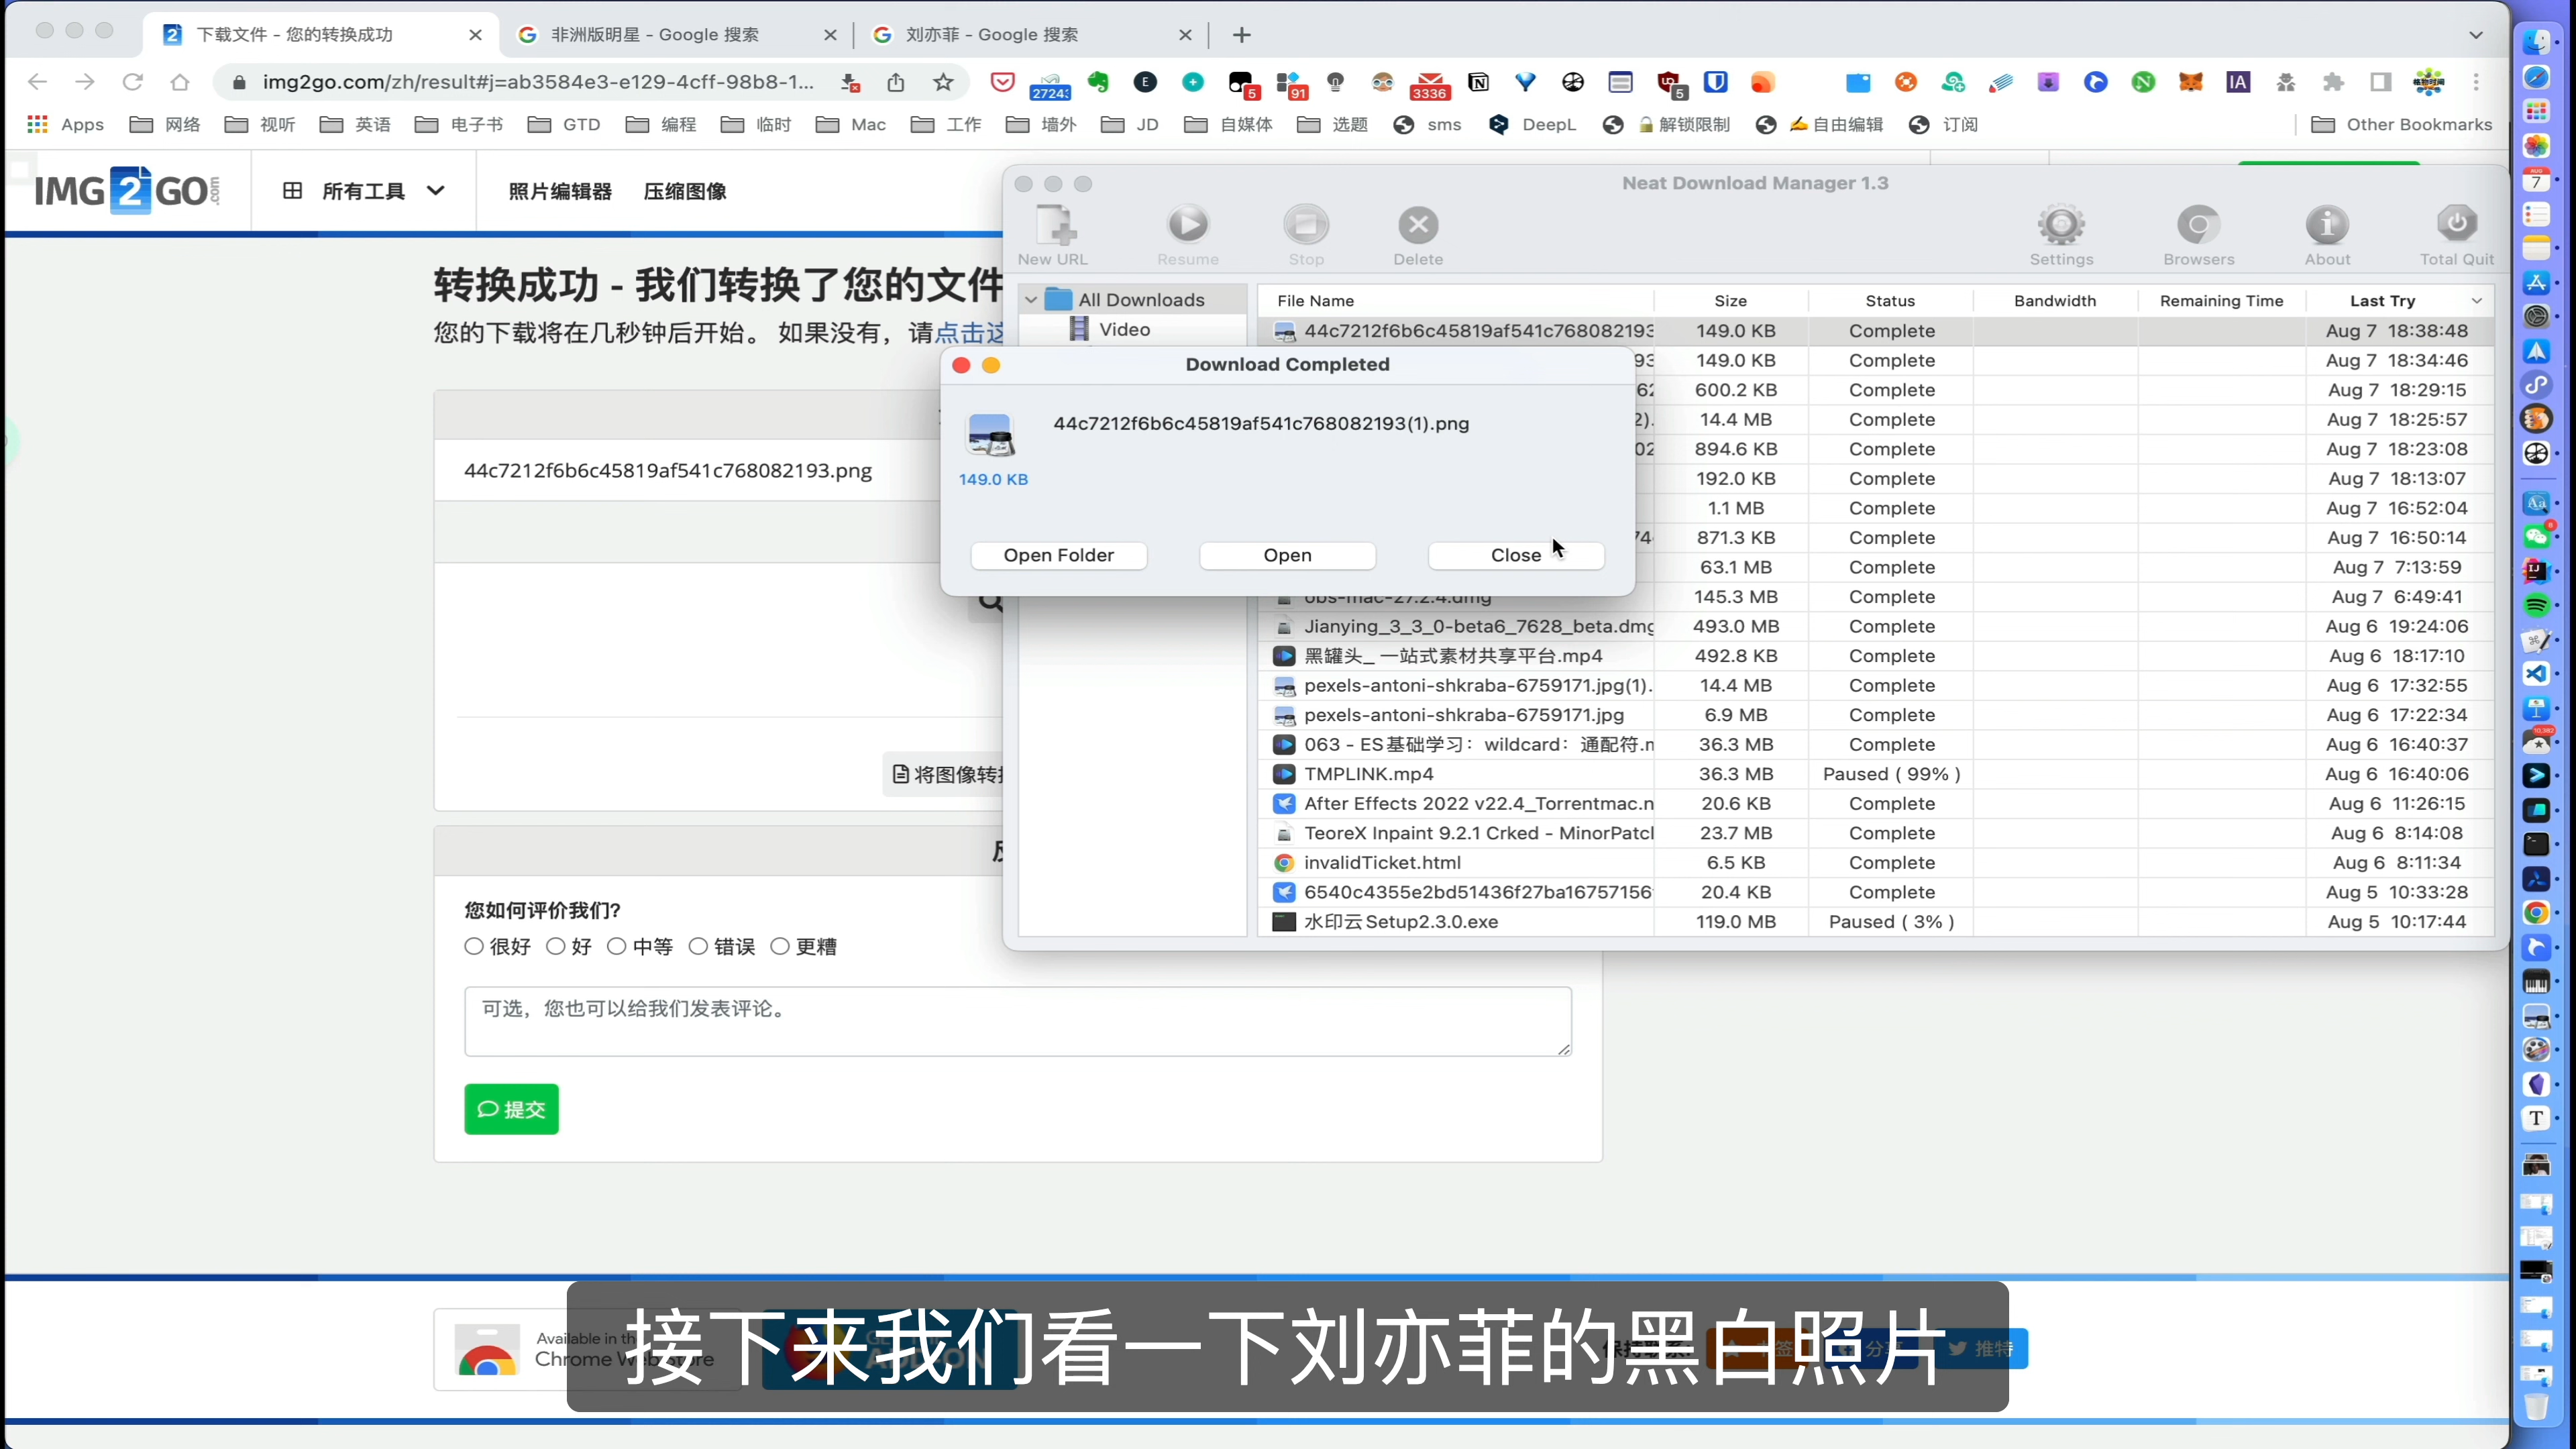 下载文件 - 您的转换成功
非洲版明星 - Google 搜索
刘亦菲 - Google 搜索
img2go.com/zh/result#j=ab3584e3-e129-4cff-98b8-1...
27243
5
91
3336
5
IA
Apps
网络
视听
英语
电子书
GTD
编程
临时
Mac
工作
墙外
JD
自媒体
选题
sms
DeepL
解锁限制
自由编辑
订阅
Other Bookmarks
IMG2GO.com
所有工具
照片编辑器
压缩图像
转换成功 - 我们转换了您的文件
您的下载将在几秒钟后开始。 如果没有，请点击这
44c7212f6b6c45819af541c768082193.png
将图像转
您如何评价我们?
很好 好 中等 错误 更糟
可选，您也可以给我们发表评论。
提交
Neat Download Manager 1.3
New URL
Resume
Stop
Delete
Settings
Browsers
About
Total Quit
All Downloads
Video
File Name Size Status Bandwidth Remaining Time Last Try
44c7212f6b6c45819af541c768082193 149.0 KB Complete Aug 7 18:38:48
93 149.0 KB Complete Aug 7 18:34:46
62 600.2 KB Complete Aug 7 18:29:15
2). 14.4 MB Complete Aug 7 18:25:57
02 894.6 KB Complete Aug 7 18:23:08
192.0 KB Complete Aug 7 18:13:07
1.1 MB Complete Aug 7 16:52:04
74- 871.3 KB Complete Aug 7 16:50:14
63.1 MB Complete Aug 7 7:13:59
obs-mac-27.2.4.dmg 145.3 MB Complete Aug 7 6:49:41
Jianying_3_3_0-beta6_7628_beta.dmg 493.0 MB Complete Aug 6 19:24:06
黑罐头_ 一站式素材共享平台.mp4 492.8 KB Complete Aug 6 18:17:10
pexels-antoni-shkraba-6759171.jpg(1). 14.4 MB Complete Aug 6 17:32:55
pexels-antoni-shkraba-6759171.jpg 6.9 MB Complete Aug 6 17:22:34
063 - ES基础学习：wildcard：通配符.m 36.3 MB Complete Aug 6 16:40:37
TMPLINK.mp4 36.3 MB Paused ( 99% ) Aug 6 16:40:06
After Effects 2022 v22.4_Torrentmac.n 20.6 KB Complete Aug 6 11:26:15
TeoreX Inpaint 9.2.1 Crked - MinorPatcl 23.7 MB Complete Aug 6 8:14:08
invalidTicket.html 6.5 KB Complete Aug 6 8:11:34
6540c4355e2bd51436f27ba16757156 20.4 KB Complete Aug 5 10:33:28
水印云Setup2.3.0.exe 119.0 MB Paused ( 3% ) Aug 5 10:17:44
Download Completed
44c7212f6b6c45819af541c768082193(1).png
149.0 KB
Open Folder
Open
Close
Available in the
Chrome Web Store
推特
接下来我们看一下刘亦菲的黑白照片